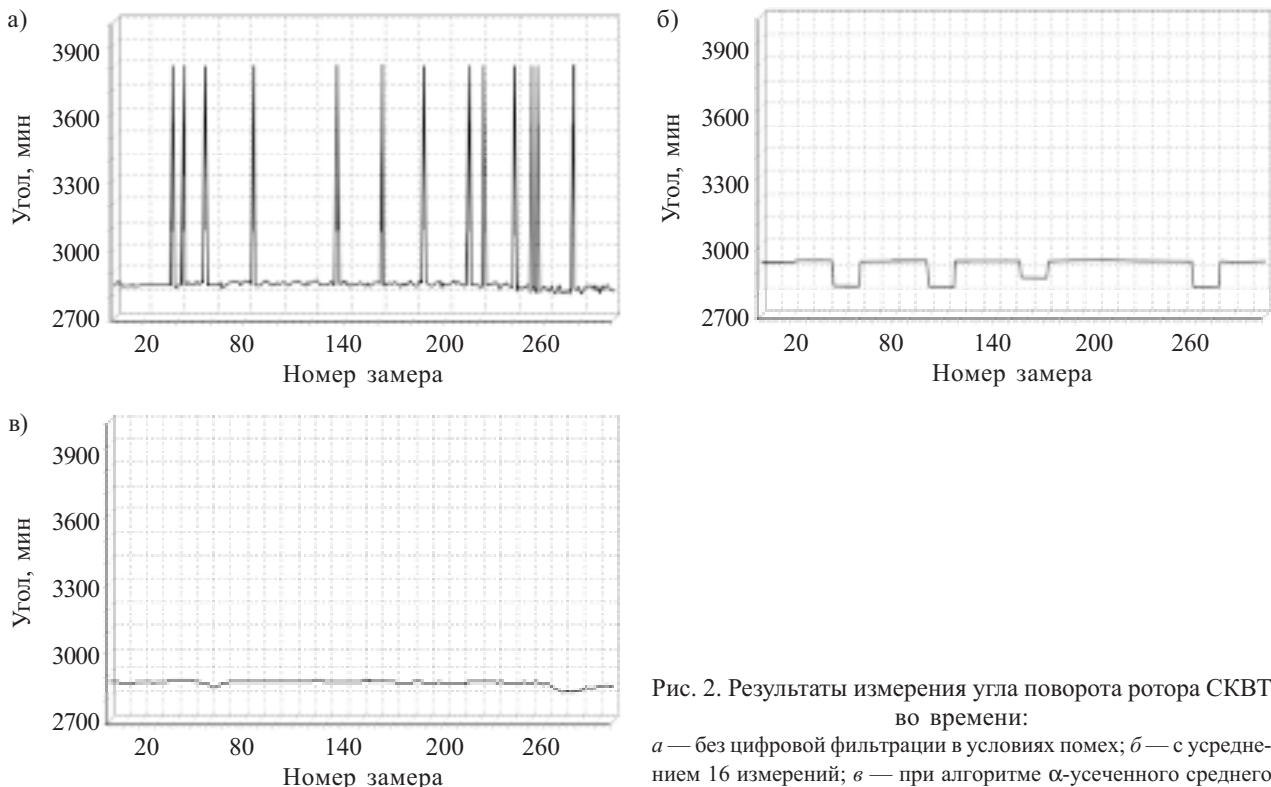 а)
3900
3600
3300
3000
2700
Угол, мин
20 80 140 200 260
Номер замера
б)
3900
3600
3300
3000
2700
Угол, мин
20 80 140 200 260
Номер замера
в)
3900
3600
3300
3000
2700
Угол, мин
20 80 140 200 260
Номер замера
Рис. 2. Результаты измерения угла поворота ротора СКВТ
во времени:
а — без цифровой фильтрации в условиях помех; б — с усредне-
нием 16 измерений; в — при алгоритме α-усеченного среднего